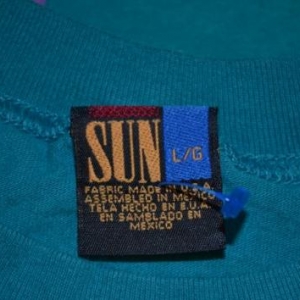 SUN
L/G
FABRIC MADE IN U.S.A.
ASSEMBLED IN MEXICO
TELA HECHO EN E.U.A.
EN SAMBLADO EN
MEXICO